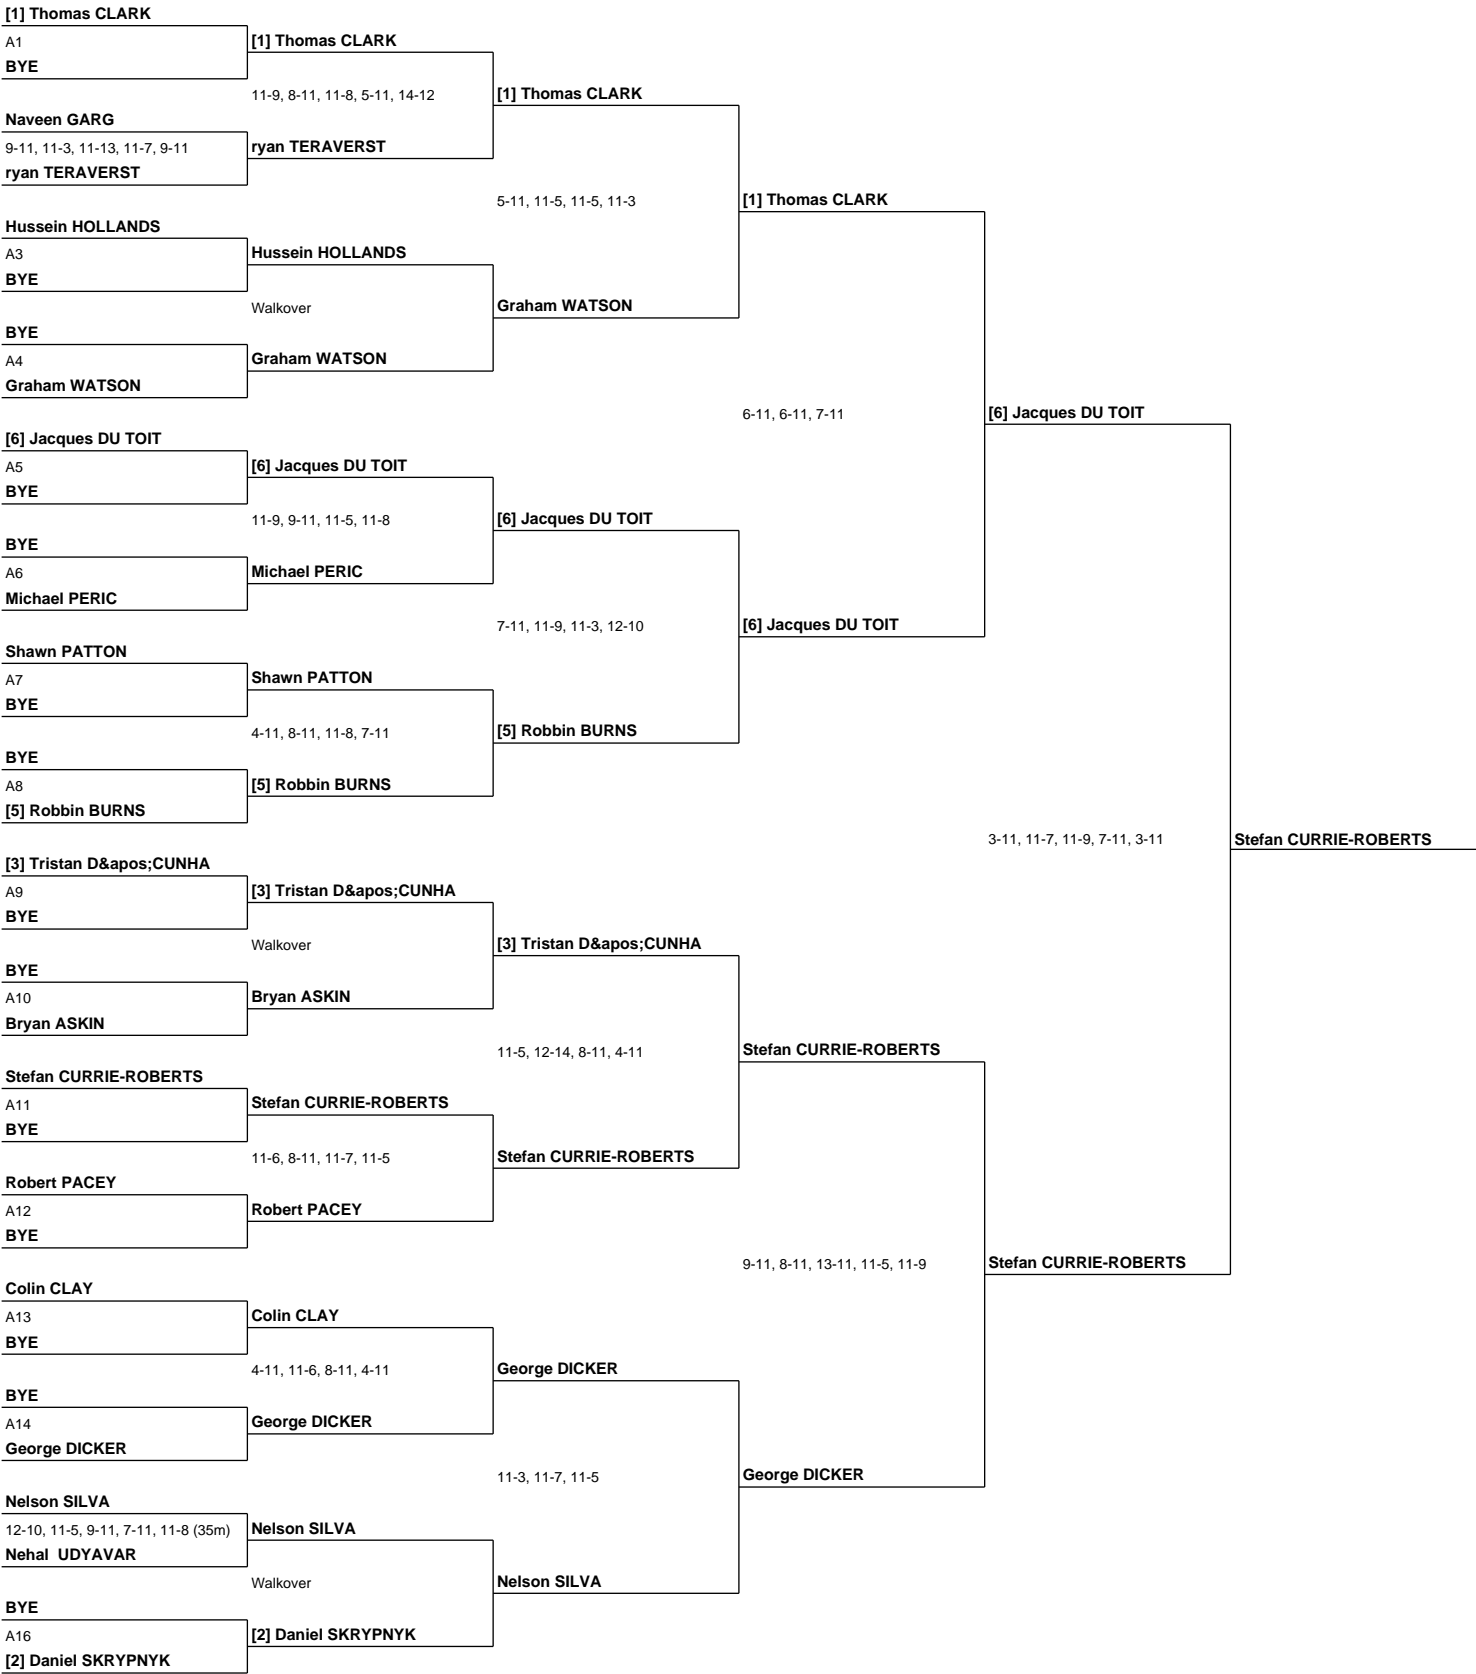 [1] Thomas CLARK
A1
BYE
Naveen GARG
9-11, 11-3, 11-13, 11-7, 9-11
ryan TERAVERST
Hussein HOLLANDS
A3
BYE
BYE
A4
Graham WATSON
[6] Jacques DU TOIT
A5
BYE
BYE
A6
Michael PERIC
Shawn PATTON
A7
BYE
BYE
A8
[5] Robbin BURNS
[3] Tristan D&apos;CUNHA
A9
BYE
BYE
A10
Bryan ASKIN
Stefan CURRIE-ROBERTS
A11
BYE
Robert PACEY
A12
BYE
Colin CLAY
A13
BYE
BYE
A14
George DICKER
Nelson SILVA
12-10, 11-5, 9-11, 7-11, 11-8 (35m)
Nehal  UDYAVAR
BYE
A16
[2] Daniel SKRYPNYK
[1] Thomas CLARK
11-9, 8-11, 11-8, 5-11, 14-12
ryan TERAVERST
Hussein HOLLANDS
Walkover
Graham WATSON
[6] Jacques DU TOIT
11-9, 9-11, 11-5, 11-8
Michael PERIC
Shawn PATTON
4-11, 8-11, 11-8, 7-11
[5] Robbin BURNS
[3] Tristan D&apos;CUNHA
Walkover
Bryan ASKIN
Stefan CURRIE-ROBERTS
11-6, 8-11, 11-7, 11-5
Robert PACEY
Colin CLAY
4-11, 11-6, 8-11, 4-11
George DICKER
Nelson SILVA
Walkover
[2] Daniel SKRYPNYK
[1] Thomas CLARK
5-11, 11-5, 11-5, 11-3
Graham WATSON
[6] Jacques DU TOIT
7-11, 11-9, 11-3, 12-10
[5] Robbin BURNS
[3] Tristan D&apos;CUNHA
11-5, 12-14, 8-11, 4-11
Stefan CURRIE-ROBERTS
George DICKER
11-3, 11-7, 11-5
Nelson SILVA
[1] Thomas CLARK
6-11, 6-11, 7-11
[6] Jacques DU TOIT
Stefan CURRIE-ROBERTS
9-11, 8-11, 13-11, 11-5, 11-9
George DICKER
[6] Jacques DU TOIT
3-11, 11-7, 11-9, 7-11, 3-11
Stefan CURRIE-ROBERTS
Stefan CURRIE-ROBERTS